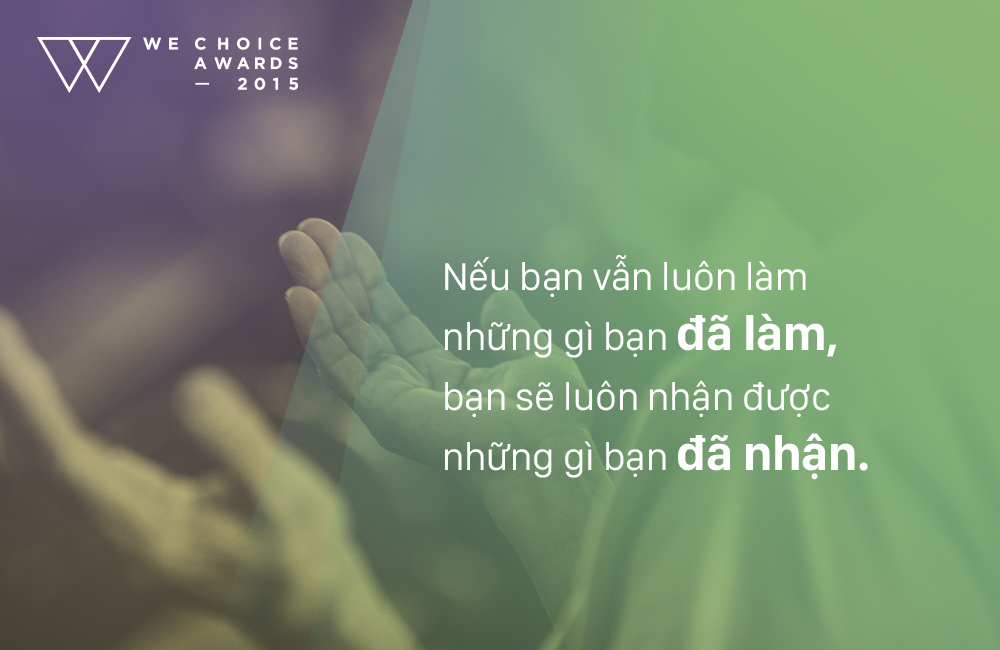 WE CHOICE
AWARDS
— 2015
Nếu bạn vẫn luôn làm
những gì bạn đã làm,
bạn sẽ luôn nhận được
những gì bạn đã nhận.